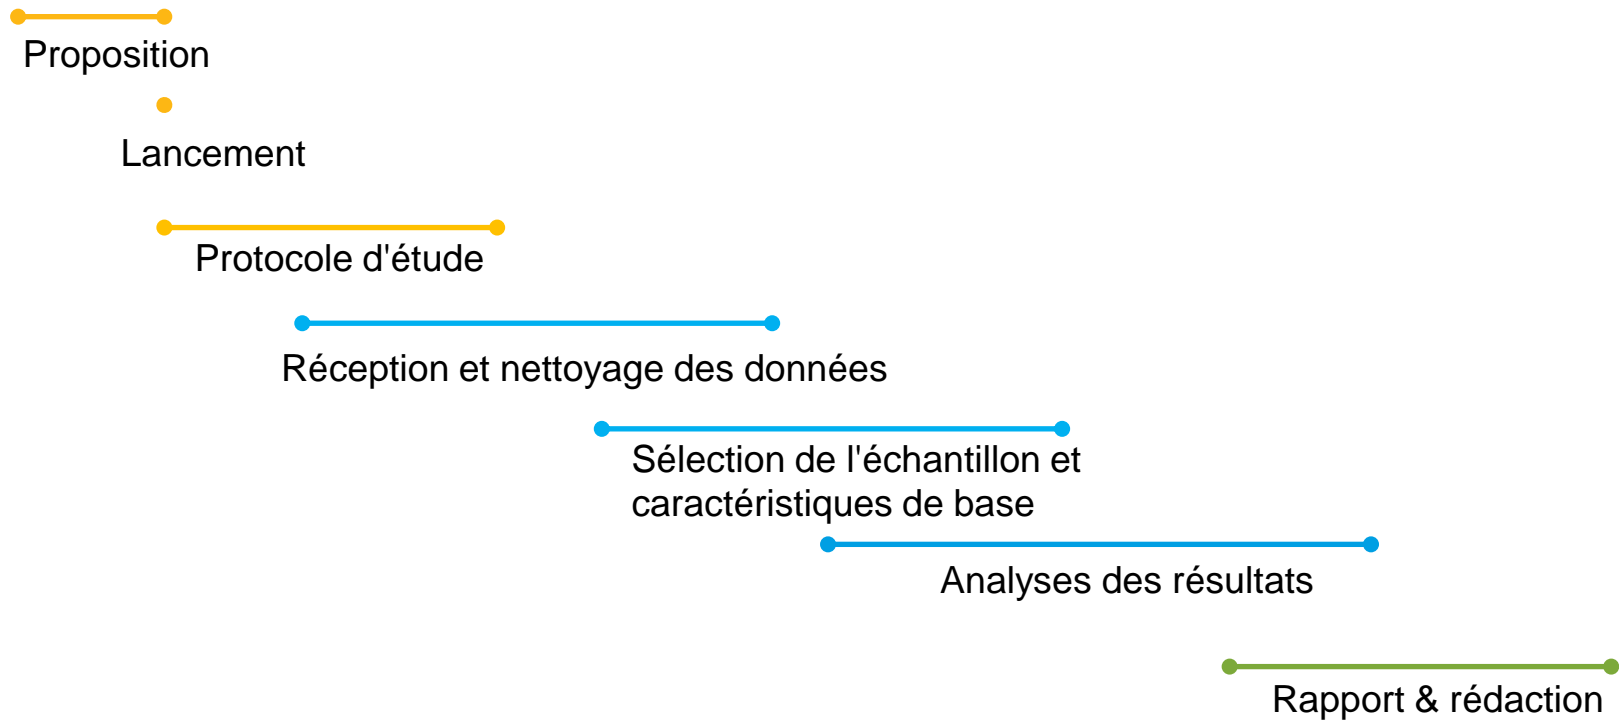 Proposition
Lancement
Protocole d'étude
Réception et nettoyage des données
Sélection de l'échantillon et
caractéristiques de base
Analyses des résultats
Rapport & rédaction